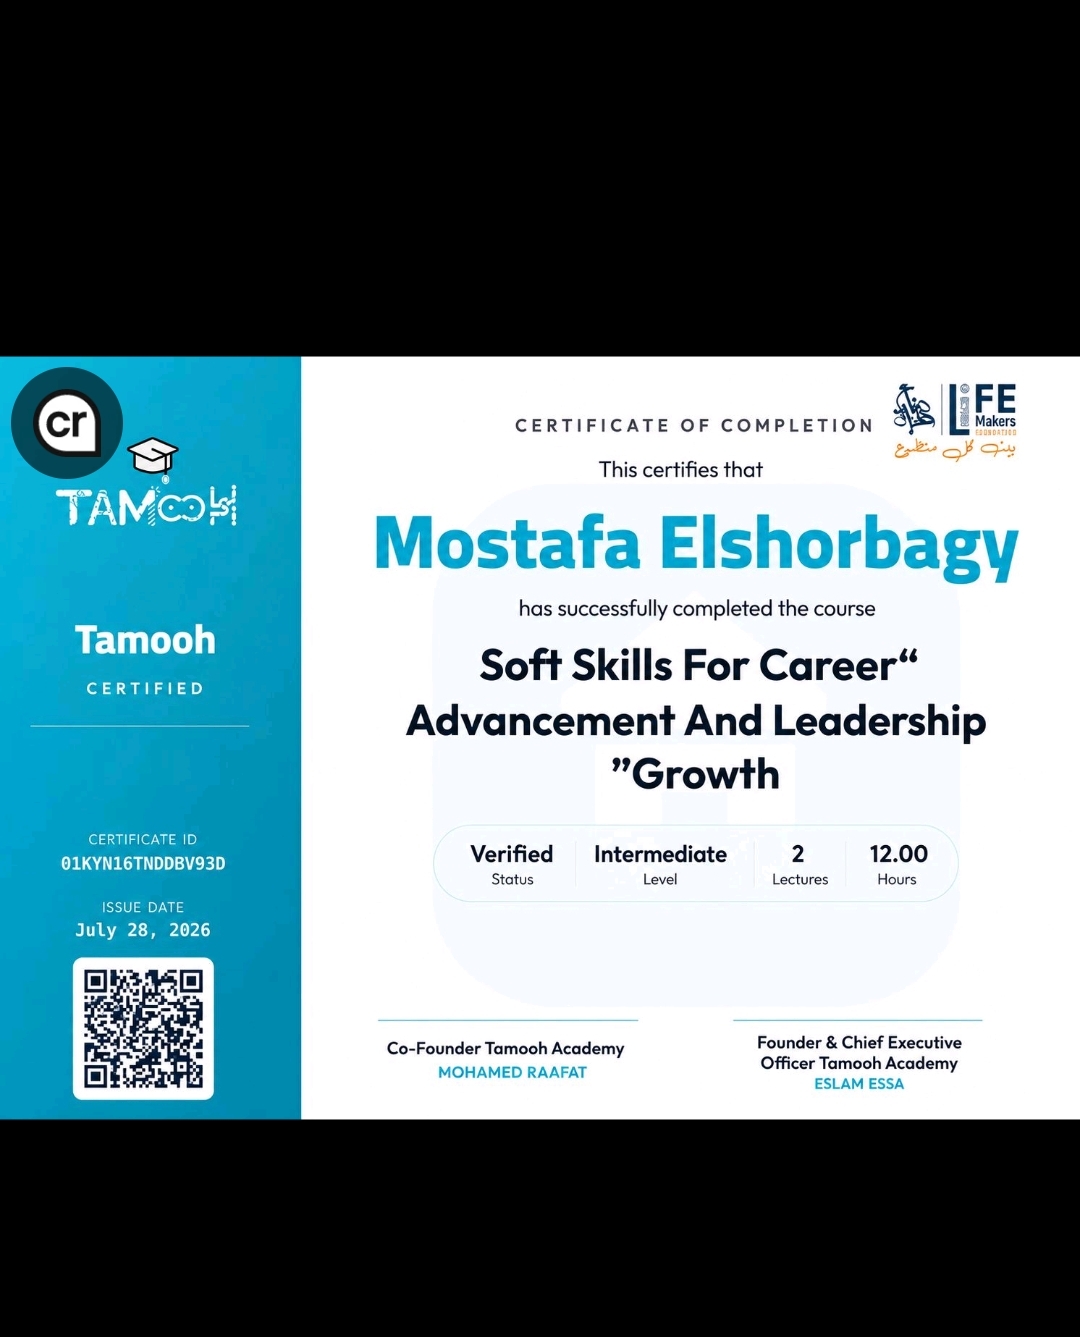 cr
TAMOOH
Tamooh
CERTIFIED
CERTIFICATE ID
01KYN16TNDDBV93D
ISSUE DATE
July 28, 2026
CERTIFICATE OF COMPLETION
LiFE
Makers
FOUNDATION
This certifies that
Mostafa Elshorbagy
has successfully completed the course
Soft Skills For Career“
Advancement And Leadership
”Growth
Verified
Status
Intermediate
Level
2
Lectures
12.00
Hours
Co-Founder Tamooh Academy
MOHAMED RAAFAT
Founder & Chief Executive
Officer Tamooh Academy
ESLAM ESSA